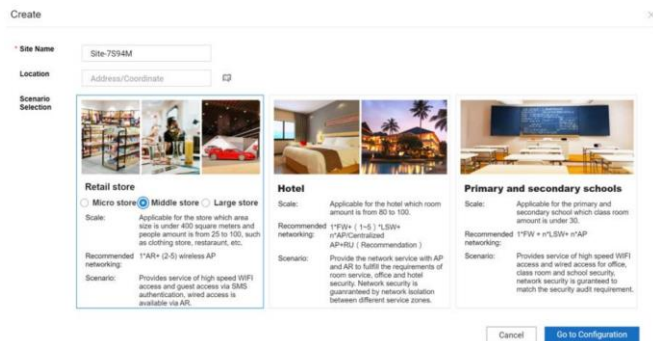 Create
* Site Name
Site-7S94M
Location
Address/Coordinate
Scenario
Selection
Retail store
Micro store Middle store Large store
Scale: Applicable for the store which area
size is under 400 square meters and
people amount is from 25 to 100, such
as clothing store, restaraunt, etc.
Recommended 1*AR+ (2-5) wireless AP
networking:
Scenario: Provides service of high speed WIFI
access and guest access via SMS
authentication, wired access is
available via AR.
Hotel
Scale: Applicable for the hotel which room
amount is from 80 to 100.
Recommended 1*FW+ ( 1~5 ) *LSW+
networking: n*AP/Centralized
AP+RU ( Recommendation )
Scenario: Provide the network service with AP
and AR to fulfill the requirements of
room service, office and hotel
security. Network security is
guanranteed by network isolation
between different service zones.
Primary and secondary schools
Scale: Applicable for the primary and
secondary school which class room
amount is under 30.
Recommended 1*FW + n*LSW+ n*AP
networking:
Scenario: Provides service of high speed WIFI
access and wired access for office,
class room and school security,
network security is guranteed to
match the security audit requirement.
Cancel
Go to Configuration